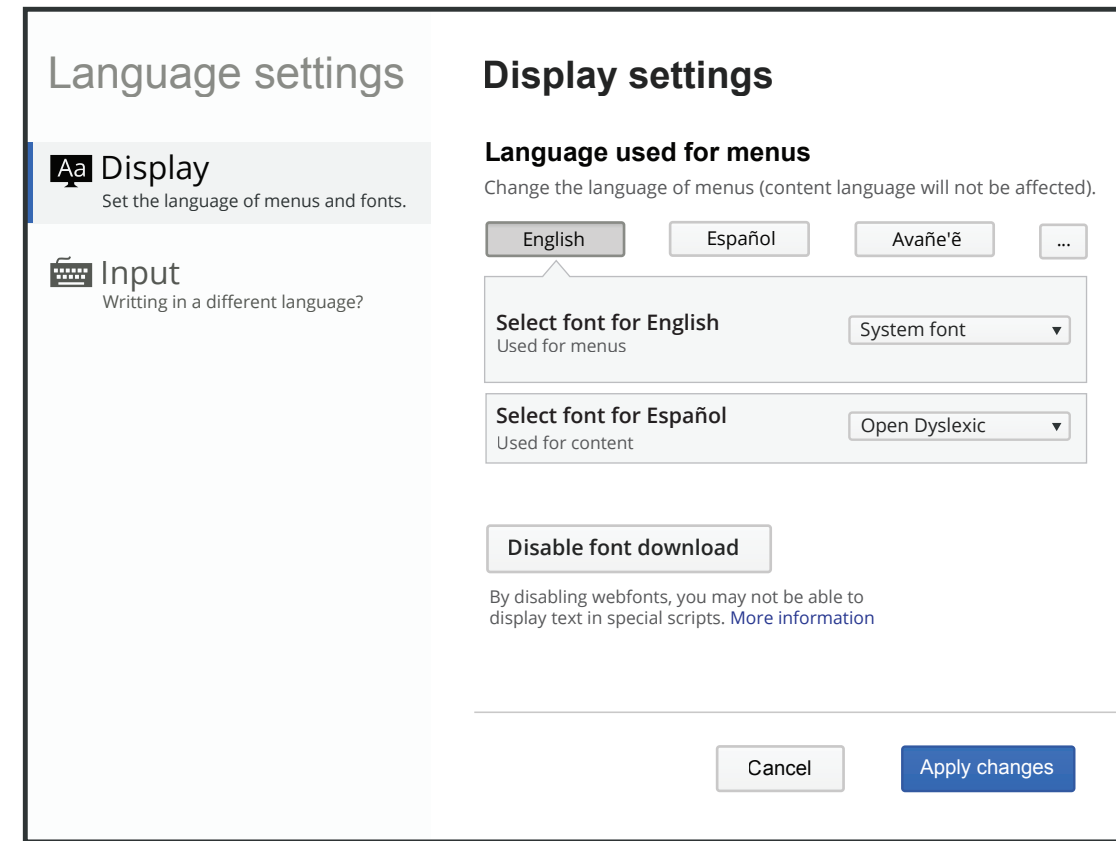 Language settings
Aa Display
Set the language of menus and fonts.
Input
Writting in a different language?
Display settings
Language used for menus
Change the language of menus (content language will not be affected).
English Español Avañe'ẽ ...
Select font for English
Used for menus
System font
Select font for Español
Used for content
Open Dyslexic
Disable font download
By disabling webfonts, you may not be able to
display text in special scripts. More information
Cancel Apply changes